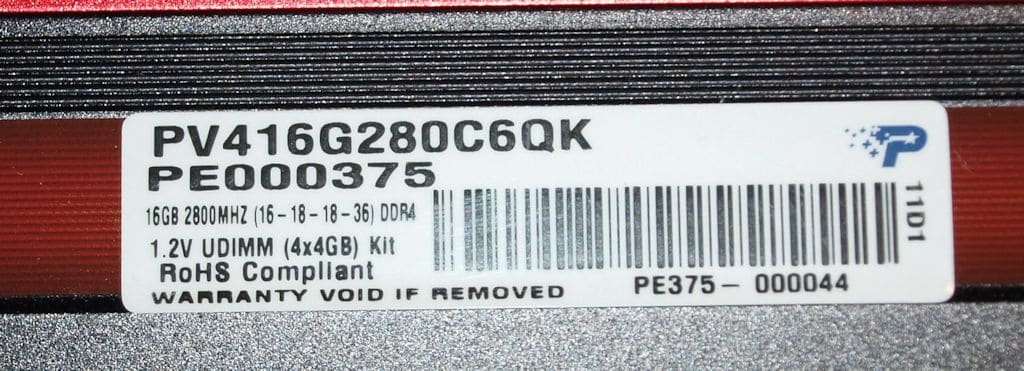 PV416G280C6QK
PE000375
16GB 2800MHZ (16-18-18-36) DDR4
1.2V UDIMM (4x4GB) Kit
RoHS Compliant
WARRANTY VOID IF REMOVED
PE375- 000044
11D1
P